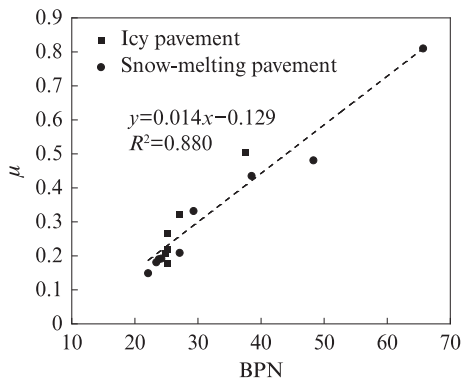 0.9
Icy pavement
0.8
Snow-melting pavement
0.7
0.6
y=0.014x−0.129
R²=0.880
0.5
μ
0.4
0.3
0.2
0.1
0
10 20 30 40 50 60 70
BPN